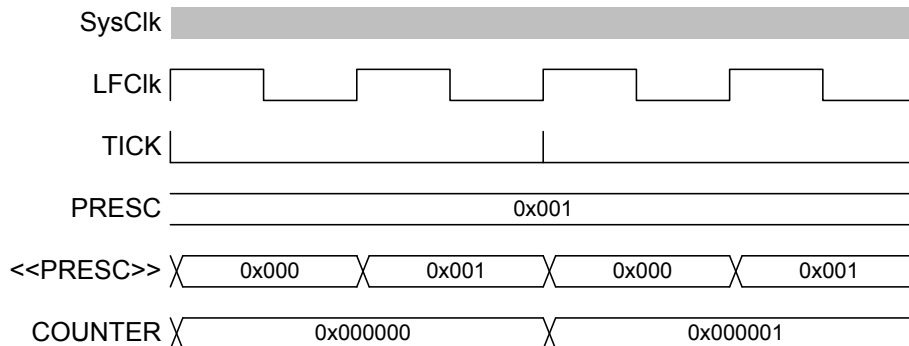 SysClk
LFClk
TICK
PRESC 0x001
<<PRESC>> 0x000 0x001 0x000 0x001
COUNTER 0x000000 0x000001